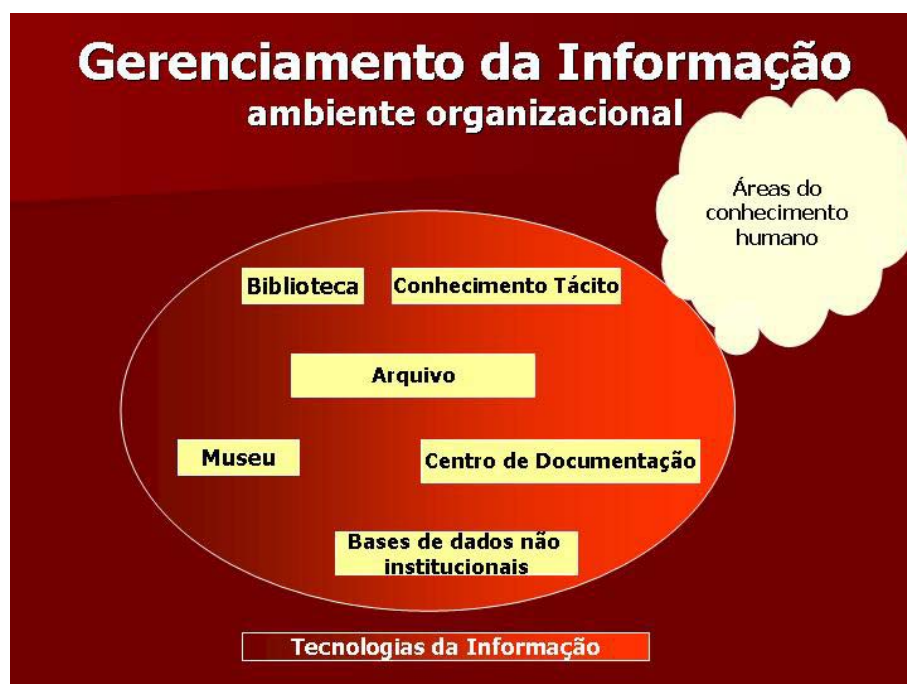 Gerenciamento da Informação
ambiente organizacional
Áreas do
conhecimento
humano
Biblioteca
Conhecimento Tácito
Arquivo
Museu
Centro de Documentação
Bases de dados não
institucionais
Tecnologias da Informação